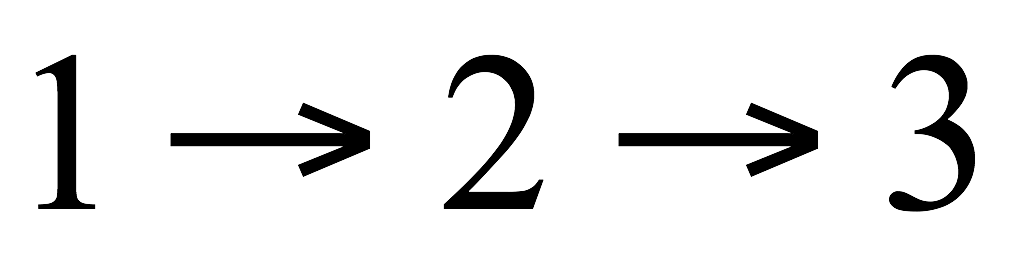 1 → 2 → 3